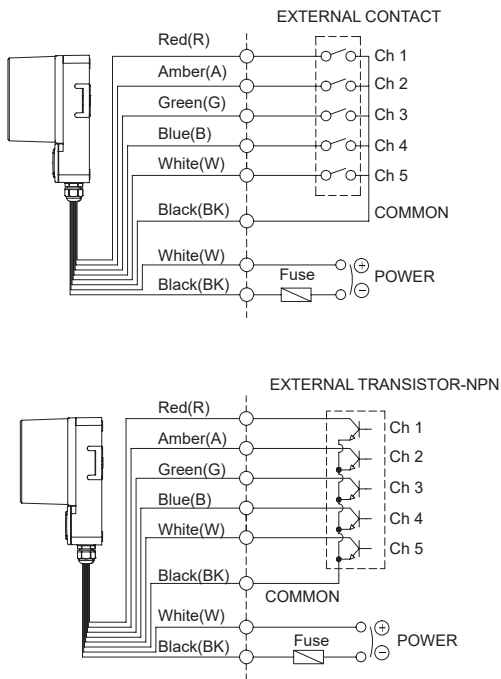 EXTERNAL CONTACT
Red(R)
Ch 1
Amber(A)
Ch 2
Green(G)
Ch 3
Blue(B)
Ch 4
White(W)
Ch 5
Black(BK)
COMMON
White(W)
+
Fuse
POWER
Black(BK)
−
EXTERNAL TRANSISTOR-NPN
Red(R)
Ch 1
Amber(A)
Ch 2
Green(G)
Ch 3
Blue(B)
Ch 4
White(W)
Ch 5
Black(BK)
COMMON
White(W)
+
Fuse
POWER
Black(BK)
−